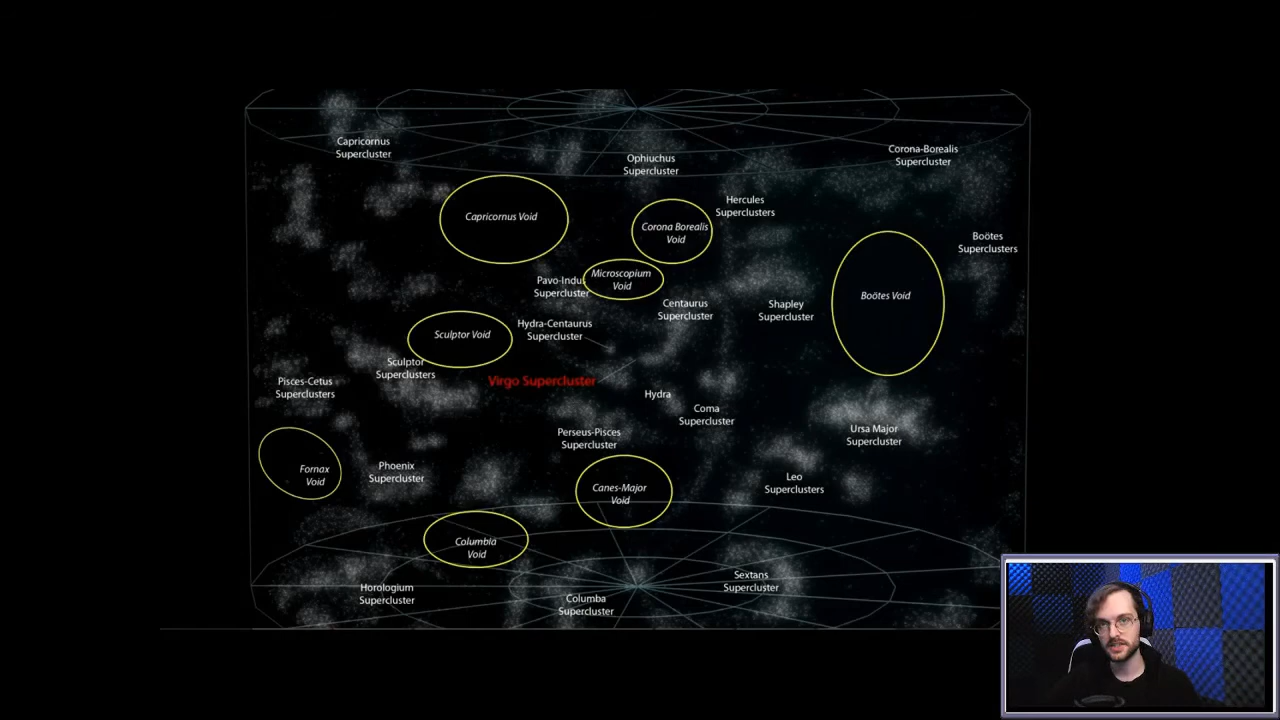 Capricornus
Supercluster
Ophiuchus
Supercluster
Corona-Borealis
Supercluster
Capricornus Void
Hercules
Superclusters
Corona Borealis
Void
Boötes
Superclusters
Microscopium
Void
Pavo-Indus
Supercluster
Boötes Void
Centaurus
Supercluster
Shapley
Supercluster
Hydra-Centaurus
Supercluster
Sculptor Void
Sculptor
Superclusters
Pisces-Cetus
Superclusters
Virgo Supercluster
Hydra
Coma
Supercluster
Perseus-Pisces
Supercluster
Ursa Major
Supercluster
Fornax
Void
Phoenix
Supercluster
Canes-Major
Void
Leo
Superclusters
Columbia
Void
Horologium
Supercluster
Columba
Supercluster
Sextans
Supercluster